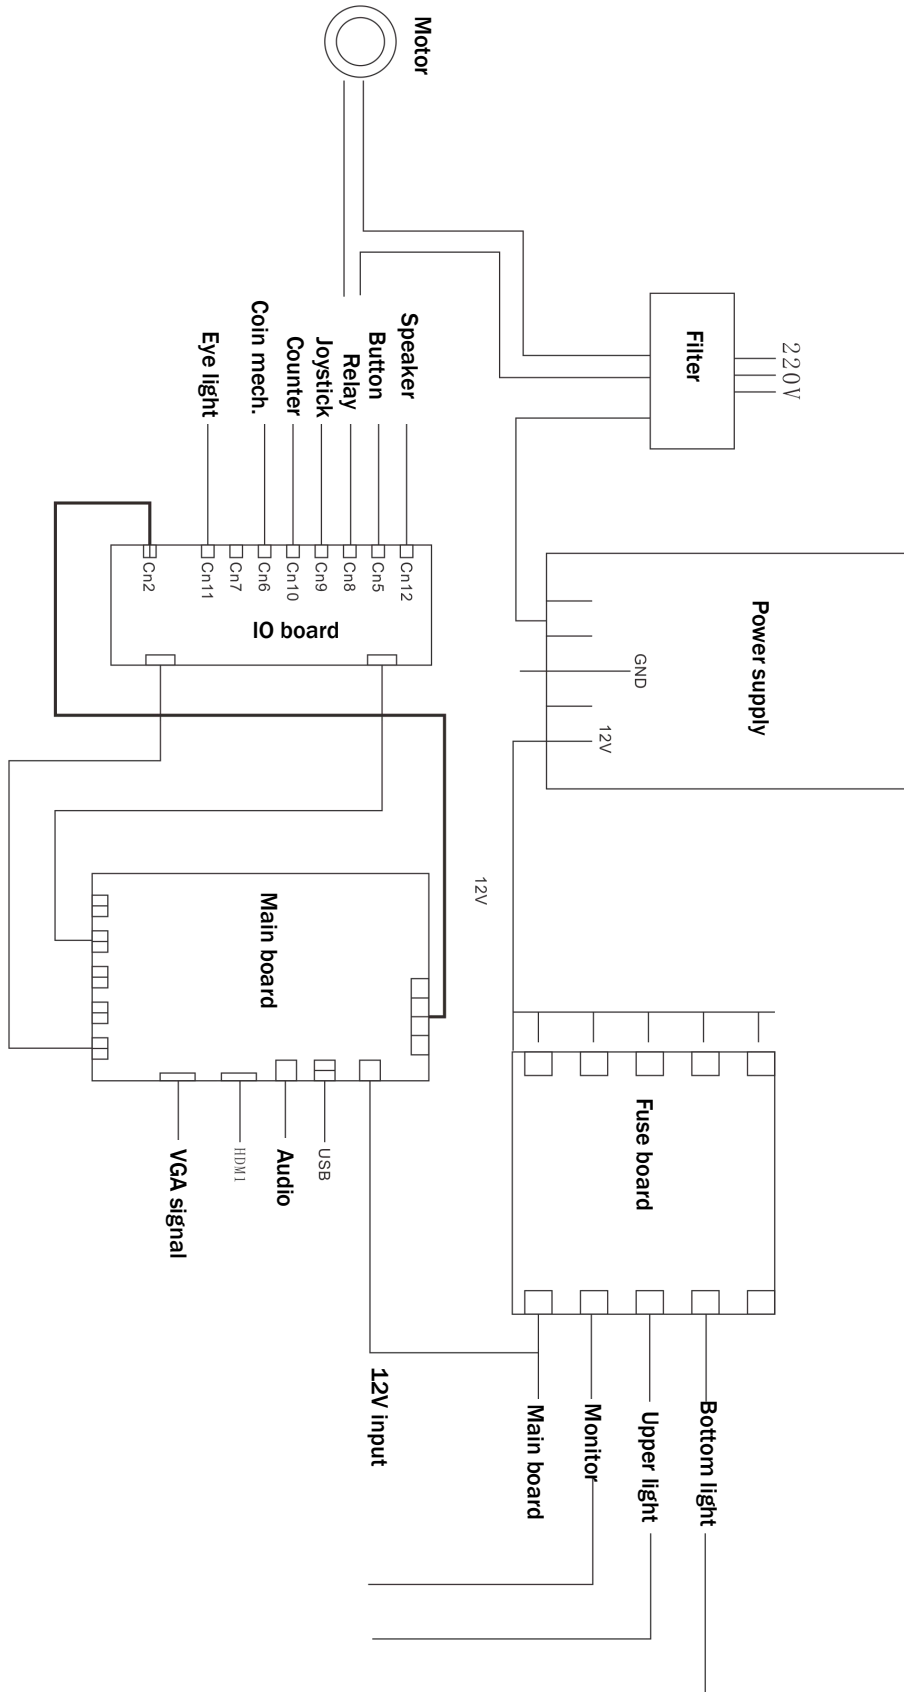 Motor
220V
Filter
Speaker
Button
Relay
Joystick
Counter
Coin mech.
Eye light
Cn12
Cn5
Cn8
Cn9
Cn10
Cn6
Cn7
Cn11
Cn2
IO board
Power supply
GND
12V
12V
Main board
Fuse board
USB
Audio
HDM1
VGA signal
12V input
Main board
Monitor
Upper light
Bottom light